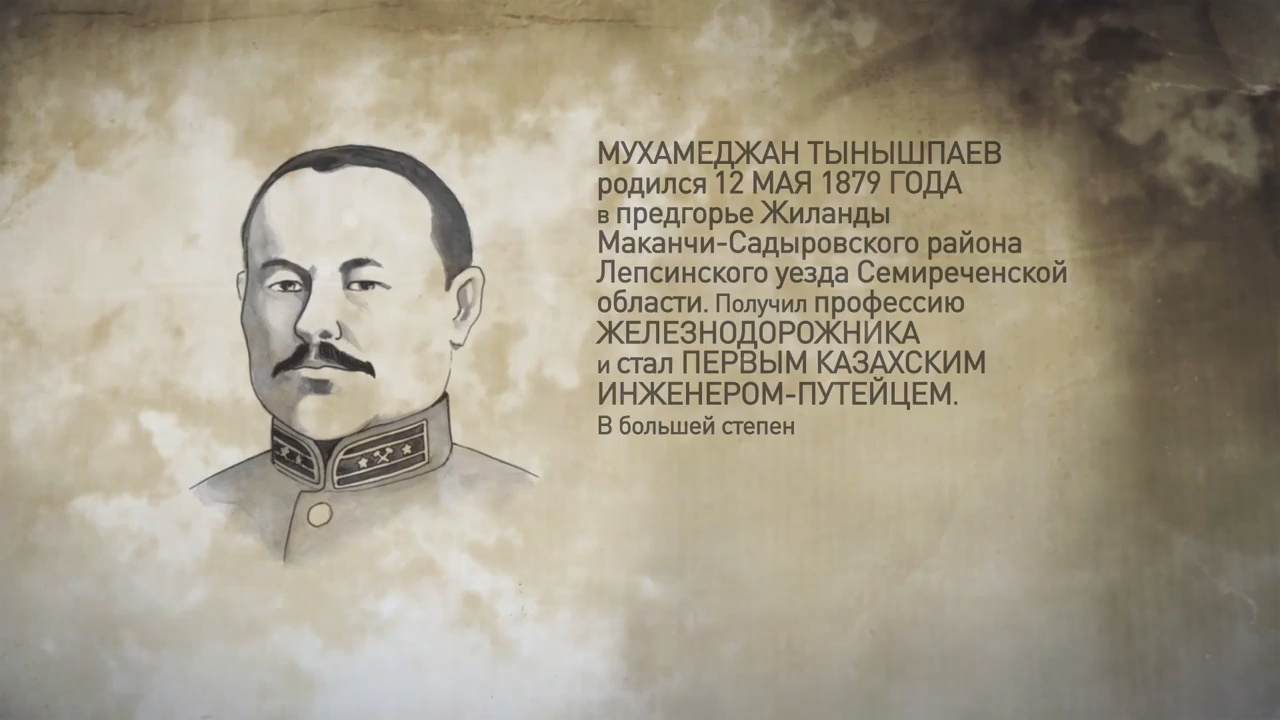 МУХАМЕДЖАН ТЫНЫШПАЕВ
родился 12 МАЯ 1879 ГОДА
в предгорье Жиланды
Маканчи-Садыровского района
Лепсинского уезда Семиреченской
области. Получил профессию
ЖЕЛЕЗНОДОРОЖНИКА
и стал ПЕРВЫМ КАЗАХСКИМ
ИНЖЕНЕРОМ-ПУТЕЙЦЕМ.
В большей степен